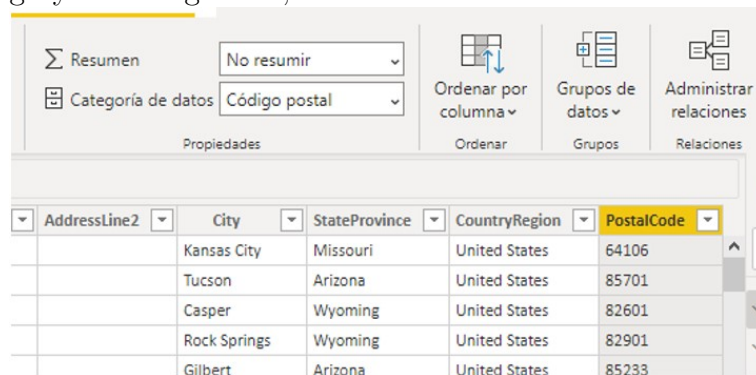 Resumen No resumir
Categoría de datos Código postal
Propiedades
Ordenar por
columna
Ordenar
Grupos de
datos
Grupos
Administrar
relaciones
Relaciones
AddressLine2 City StateProvince CountryRegion PostalCode
Kansas City Missouri United States 64106
Tucson Arizona United States 85701
Casper Wyoming United States 82601
Rock Springs Wyoming United States 82901
Gilbert Arizona United States 85233